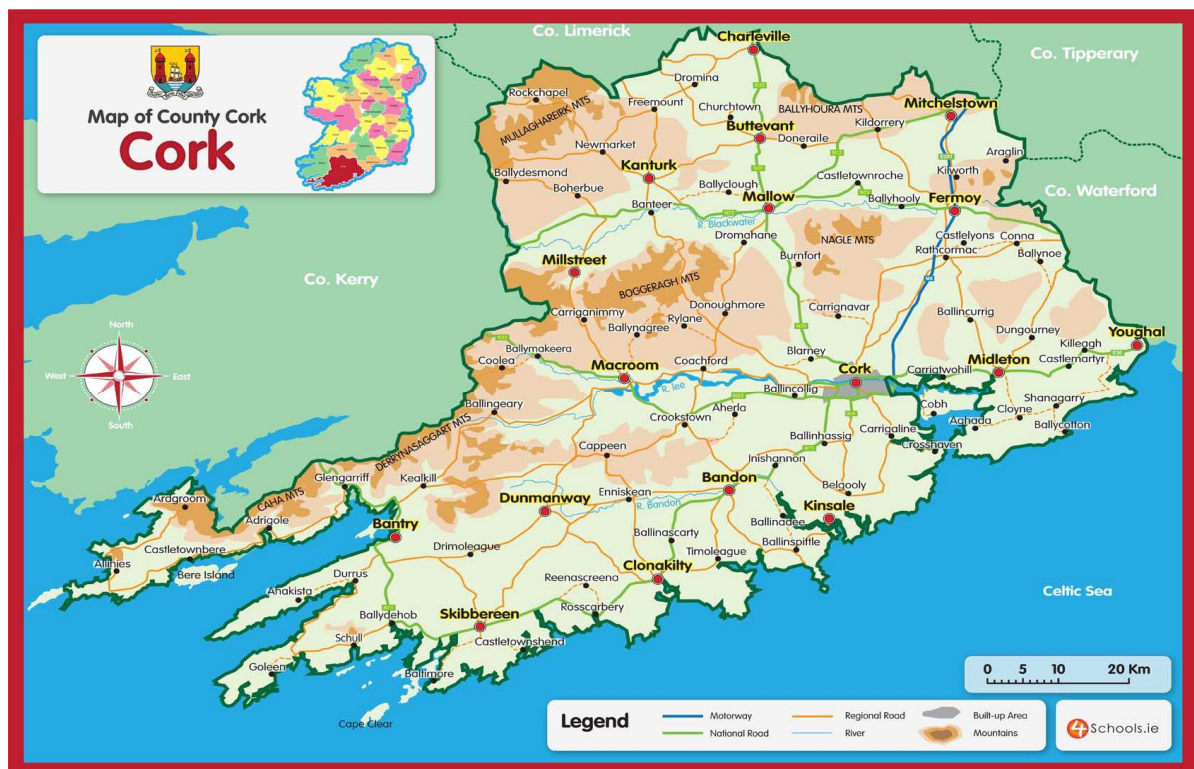 Map of County Cork
Cork
Co. Limerick
Co. Tipperary
Co. Waterford
Co. Kerry
Charleville
Dromina
Rockchapel
MULLAGHAREIRK MTS
Freemount
Churchtown
BALLYHOURA MTS
Mitchelstown
Kildorrery
Buttevant
Doneraile
Newmarket
Araglin
Kilworth
Kanturk
Ballydesmond
Boherbue
Ballyclough
Castletownroche
Mallow
Ballyhooly
Fermoy
Banteer
R. Blackwater
Dromahane
NAGLE MTS
Castlelyons
Conna
Rathcormac
Ballynoe
Burnfort
Millstreet
BOGGERAGH MTS
Carriganimmy
Donoughmore
Rylane
Ballynagree
Carrignavar
Ballincurrig
Dungourney
Youghal
Killeagh
Castlemartyr
Ballymakeera
Coolea
Macroom
Coachford
Blarney
Cork
Carrigtwohill
Midleton
R. lee
Ballincollig
Ballingeary
Crookstown
Aherla
Cobh
Shanagarry
Cloyne
Aghada
Ballycotton
DERRYNASAGGART MTS
Cappeen
Ballinhassig
Carrigaline
Crosshaven
Inishannon
Glengarriff
Kealkill
Ardgroom
CAHA MTS
Dunmanway
Enniskean
Bandon
Belgooly
R. Bandon
Kinsale
Adrigole
Bantry
Ballinascarty
Ballinadee
Ballinspittle
Castletownbere
Drimoleague
Timoleague
Allihies
Bere Island
Durrus
Ahakista
Reenascreena
Clonakilty
Ballydehob
Skibbereen
Rosscarbery
Schull
Castletownshend
Goleen
Baltimore
Cape Clear
Celtic Sea
North
West
East
South
0 5 10 20 Km
Legend
Motorway
National Road
Regional Road
River
Built-up Area
Mountains
4Schools.ie